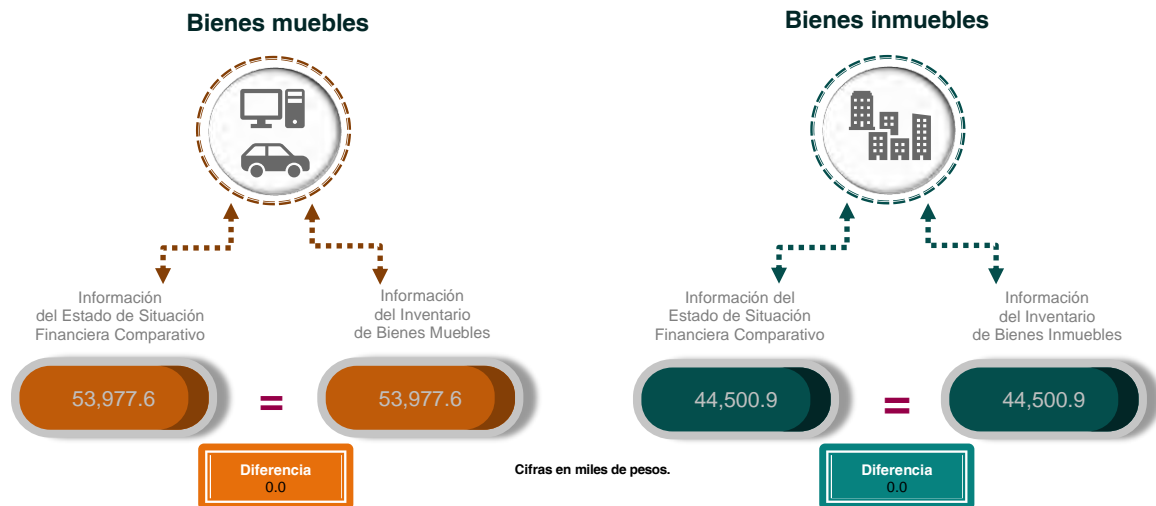 Bienes muebles
Información
del Estado de Situación
Financiera Comparativo
Información
del Inventario
de Bienes Muebles
53,977.6
=
53,977.6
Diferencia
0.0
Bienes inmuebles
Información del
Estado de Situación
Financiera Comparativo
Información
del Inventario
de Bienes Inmuebles
44,500.9
=
44,500.9
Diferencia
0.0
Cifras en miles de pesos.